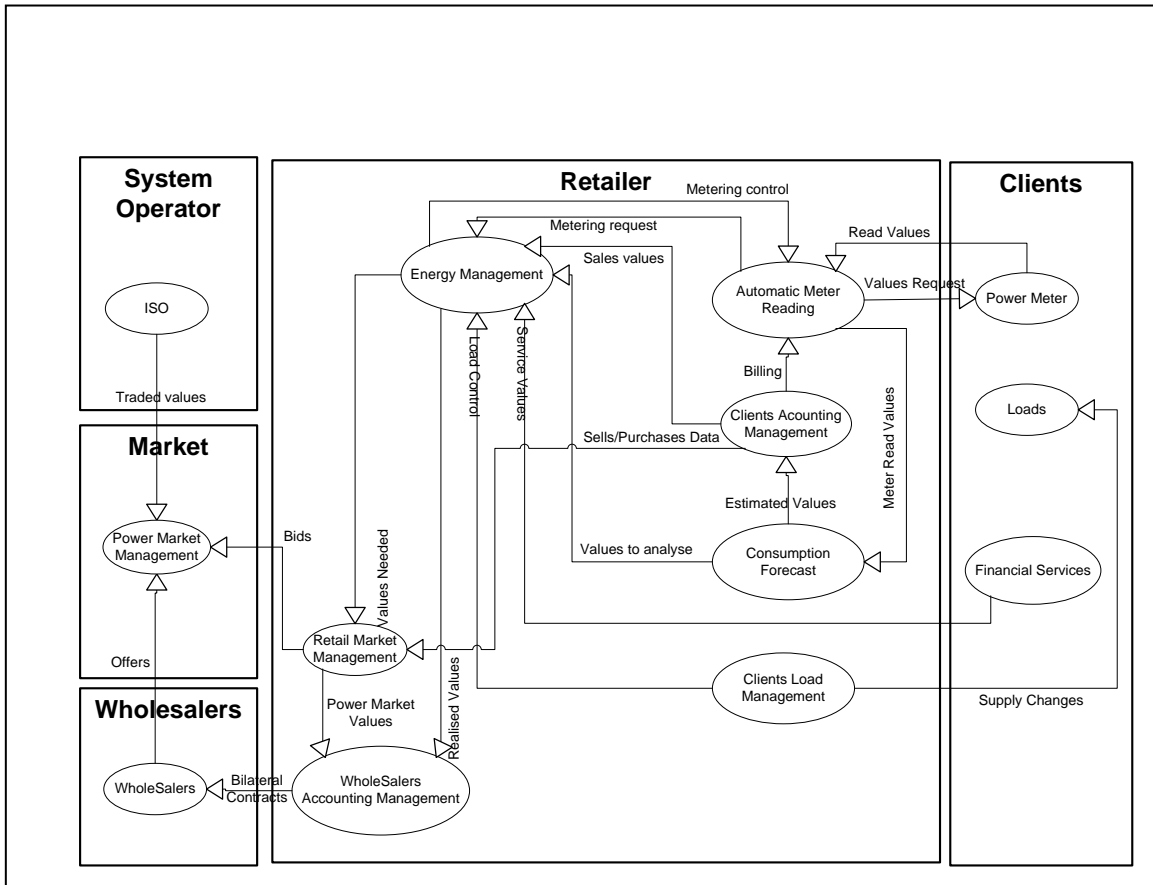 System
Operator
ISO
Traded values
Market
Power Market
Management
Offers
Wholesalers
WholeSalers
Retailer
Metering control
Metering request
Sales values
Energy Management
Automatic Meter
Reading
Load Control
Service Values
Billing
Clients Acounting
Management
Sells/Purchases Data
Meter Read Values
Estimated Values
Values to analyse
Consumption
Forecast
Bids
Values Needed
Retail Market
Management
Power Market
Values
Realised Values
Clients Load
Management
WholeSalers
Accounting Management
Bilateral
Contracts
Clients
Read Values
Values Request
Power Meter
Loads
Financial Services
Supply Changes